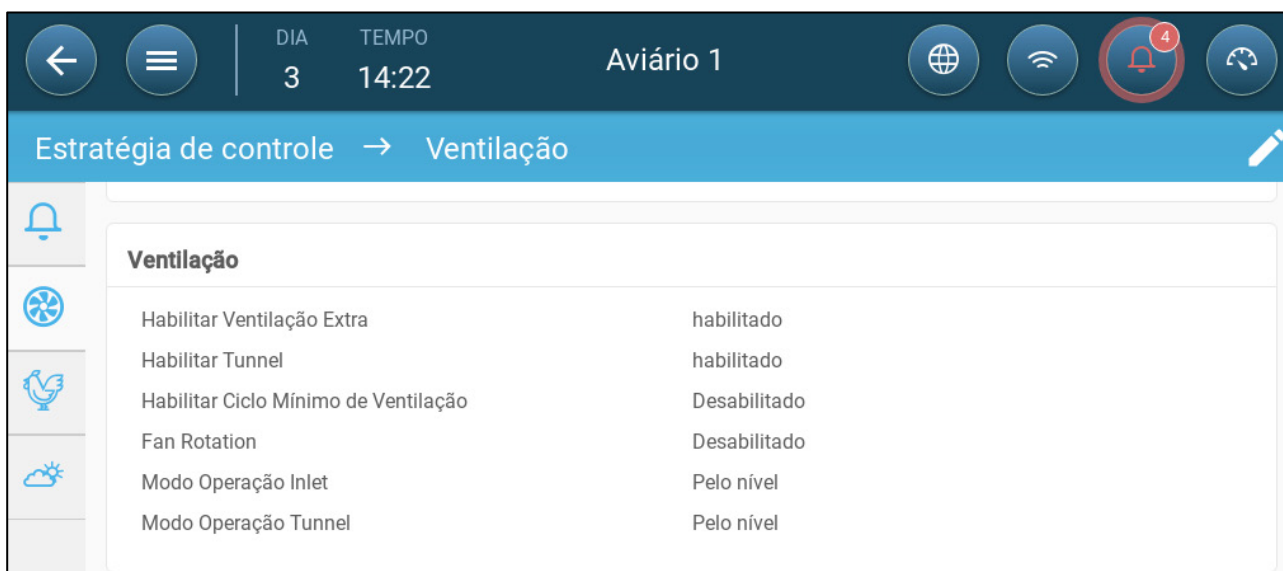 DIA TEMPO
3 14:22 Aviário 1 4
Estratégia de controle → Ventilação
Ventilação
Habilitar Ventilação Extra habilitado
Habilitar Tunnel habilitado
Habilitar Ciclo Mínimo de Ventilação Desabilitado
Fan Rotation Desabilitado
Modo Operação Inlet Pelo nível
Modo Operação Tunnel Pelo nível